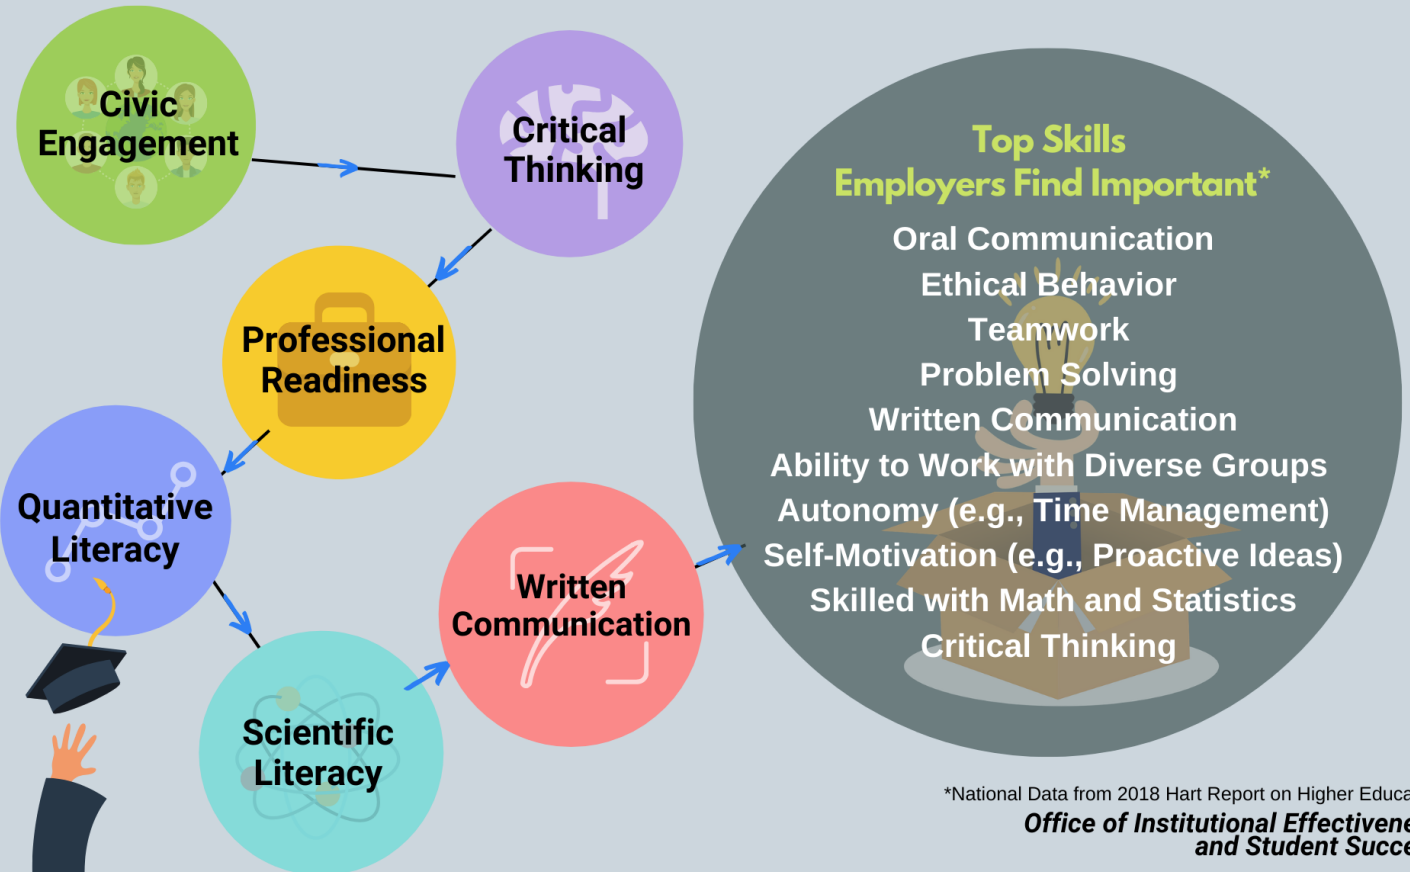 Civic
Engagement
Critical
Thinking
Professional
Readiness
Quantitative
Literacy
Scientific
Literacy
Written
Communication
Top Skills
Employers Find Important*
Oral Communication
Ethical Behavior
Teamwork
Problem Solving
Written Communication
Ability to Work with Diverse Groups
Autonomy (e.g., Time Management)
Self-Motivation (e.g., Proactive Ideas)
Skilled with Math and Statistics
Critical Thinking
*National Data from 2018 Hart Report on Higher Educa
Office of Institutional Effectivene
and Student Succe